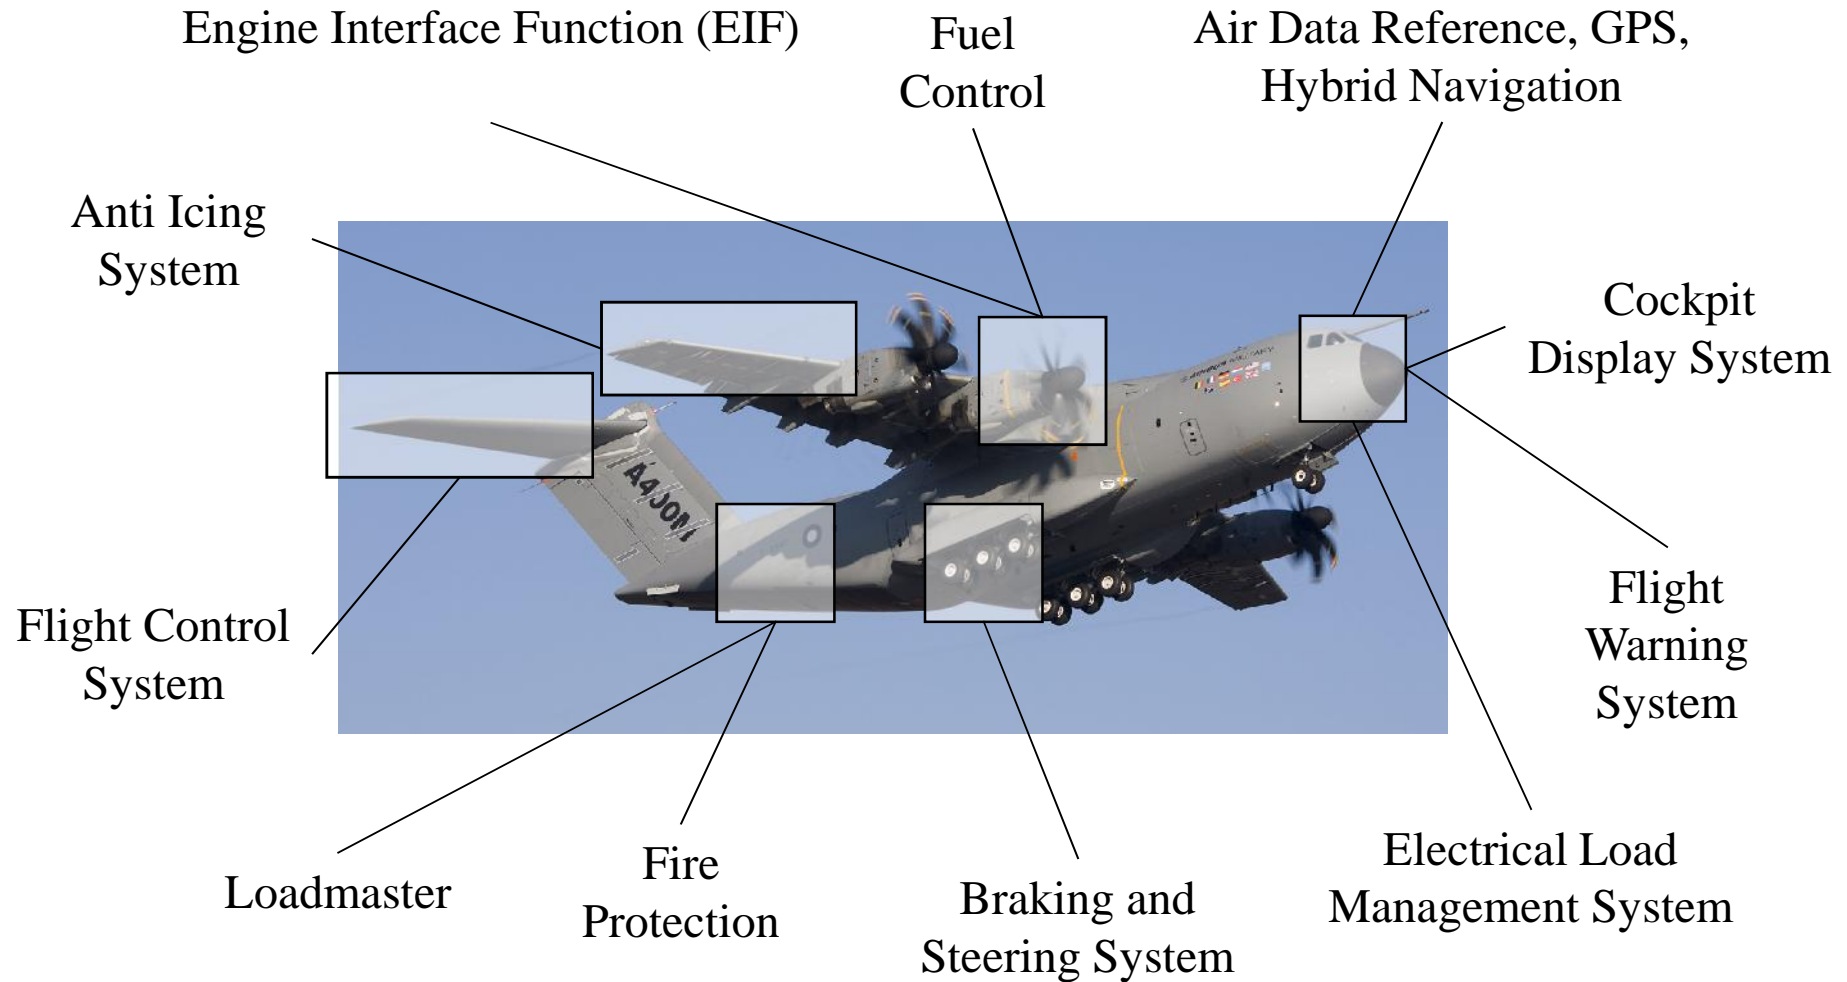 Engine Interface Function (EIF)
Fuel
Control
Air Data Reference, GPS,
Hybrid Navigation
Anti Icing
System
Cockpit
Display System
A400M
Flight Control
System
Flight
Warning
System
Loadmaster
Fire
Protection
Braking and
Steering System
Electrical Load
Management System